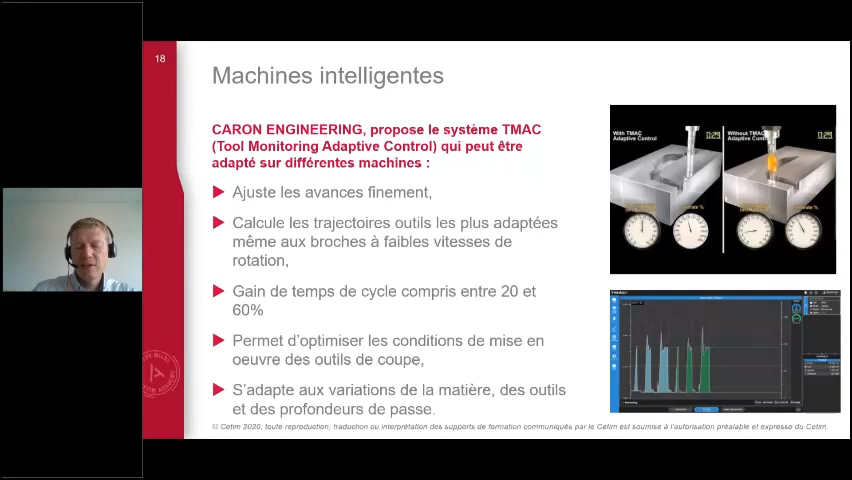 18
Machines intelligentes
CARON ENGINEERING, propose le système TMAC
(Tool Monitoring Adaptive Control) qui peut être
adapté sur différentes machines :
Ajuste les avances finement,
Calcule les trajectoires outils les plus adaptées
même aux broches à faibles vitesses de
rotation,
Gain de temps de cycle compris entre 20 et
60%
Permet d'optimiser les conditions de mise en
oeuvre des outils de coupe,
S'adapte aux variations de la matière, des outils
et des profondeurs de passe.
With TMAC
Adaptive Control
0:29
Without TMAC
Adaptive Control
0:29
TMAC
© Cetim 2020, toute reproduction, traduction ou interprétation des supports de formation communiqués par le Cetim est soumise à l'autorisation préalable et expresse du Cetim.